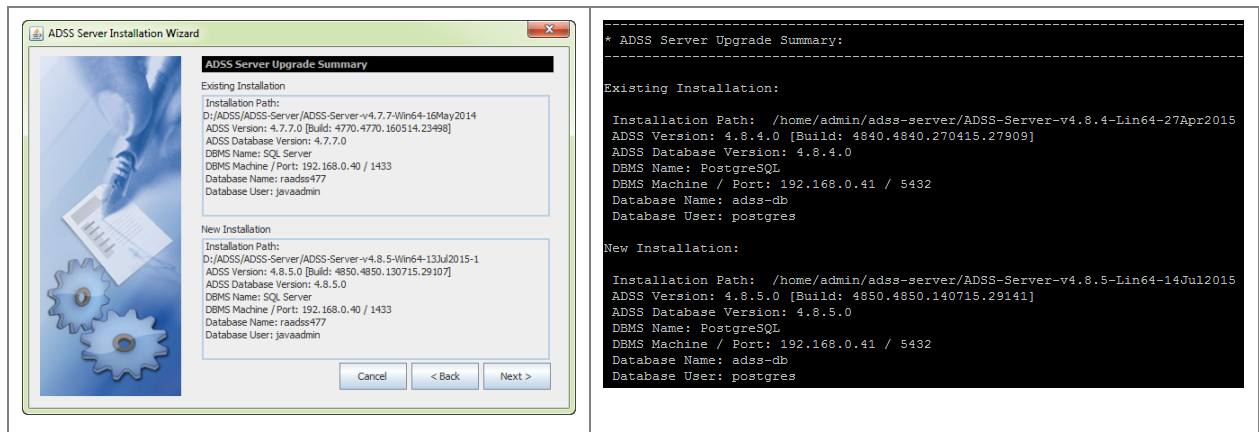 ADSS Server Installation Wizard
ADSS Server Upgrade Summary
Existing Installation
Installation Path:
D:/ADSS/ADSS-Server/ADSS-Server-v4.7.7-Win64-16May2014
ADSS Version: 4.7.7.0 [Build: 4770.4770.160514.23498]
ADSS Database Version: 4.7.7.0
DBMS Name: SQL Server
DBMS Machine / Port: 192.168.0.40 / 1433
Database Name: raadss477
Database User: javaadmin
New Installation
Installation Path:
D:/ADSS/ADSS-Server/ADSS-Server-v4.8.5-Win64-13Jul2015-1
ADSS Version: 4.8.5.0 [Build: 4850.4850.130715.29107]
ADSS Database Version: 4.8.5.0
DBMS Name: SQL Server
DBMS Machine / Port: 192.168.0.40 / 1433
Database Name: raadss477
Database User: javaadmin
Cancel
< Back
Next >
* ADSS Server Upgrade Summary:
Existing Installation:
Installation Path:  /home/admin/adss-server/ADSS-Server-v4.8.4-Lin64-27Apr2015
ADSS Version: 4.8.4.0 [Build: 4840.4840.270415.27909]
ADSS Database Version: 4.8.4.0
DBMS Name: PostgreSQL
DBMS Machine / Port: 192.168.0.41 / 5432
Database Name: adss-db
Database User: postgres
New Installation:
Installation Path:  /home/admin/adss-server/ADSS-Server-v4.8.5-Lin64-14Jul2015
ADSS Version: 4.8.5.0 [Build: 4850.4850.140715.29141]
ADSS Database Version: 4.8.5.0
DBMS Name: PostgreSQL
DBMS Machine / Port: 192.168.0.41 / 5432
Database Name: adss-db
Database User: postgres